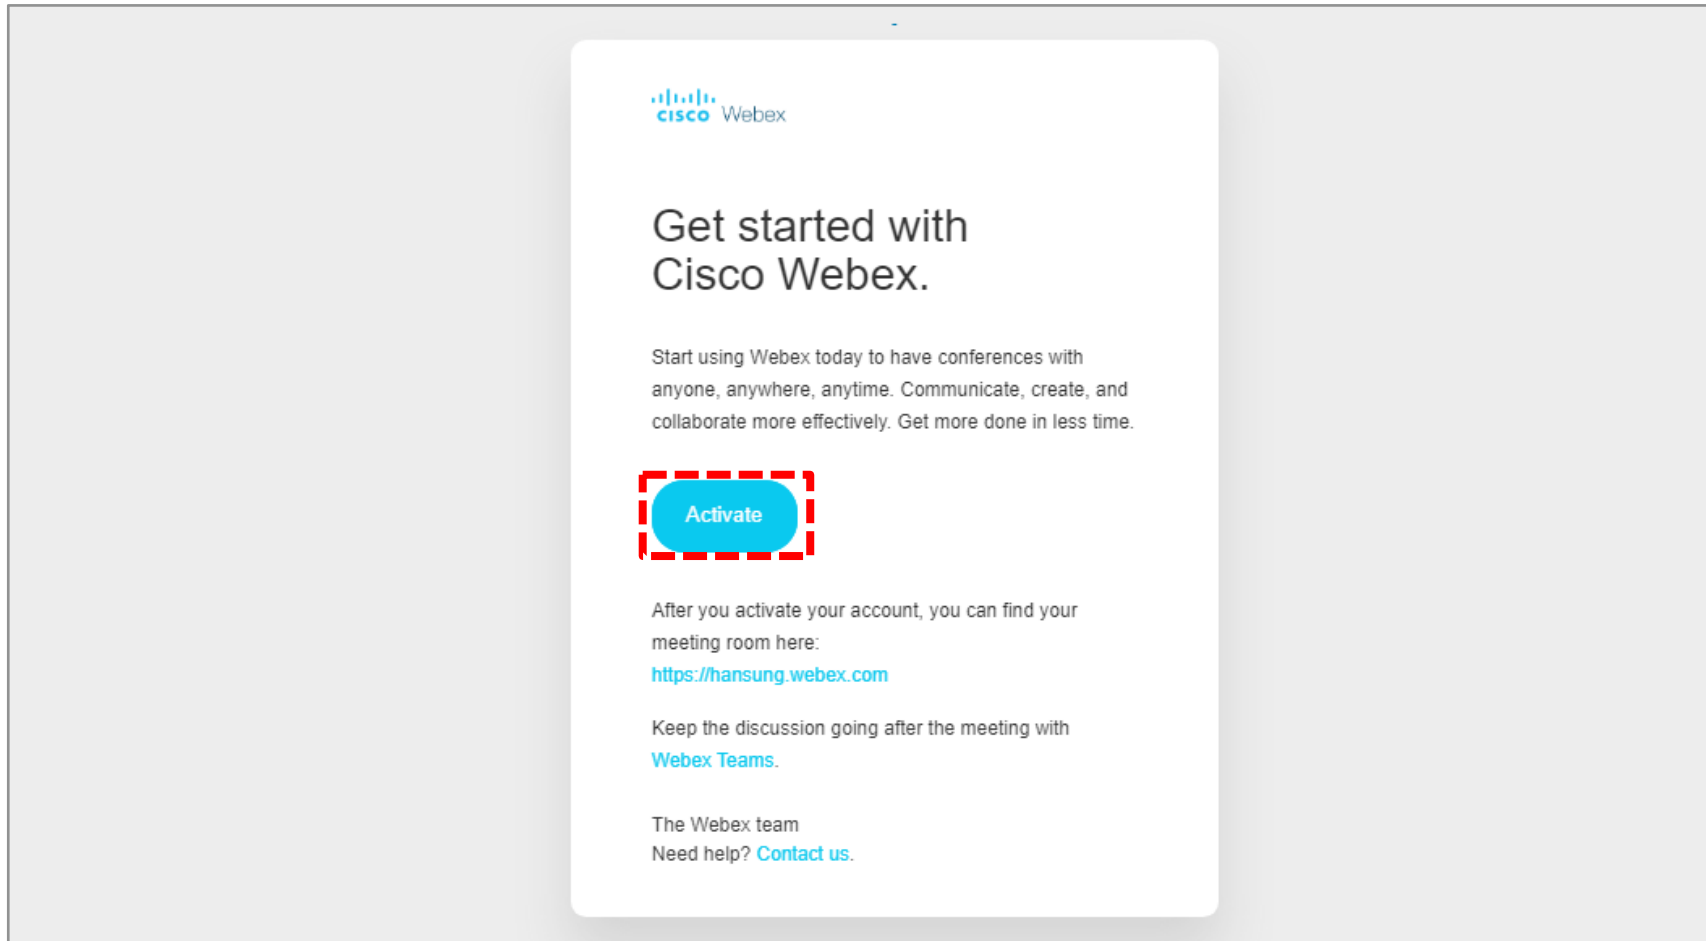 cisco Webex
Get started with
Cisco Webex.
Start using Webex today to have conferences with
anyone, anywhere, anytime. Communicate, create, and
collaborate more effectively. Get more done in less time.
Activate
After you activate your account, you can find your
meeting room here:
https://hansung.webex.com
Keep the discussion going after the meeting with
Webex Teams.
The Webex team
Need help? Contact us.